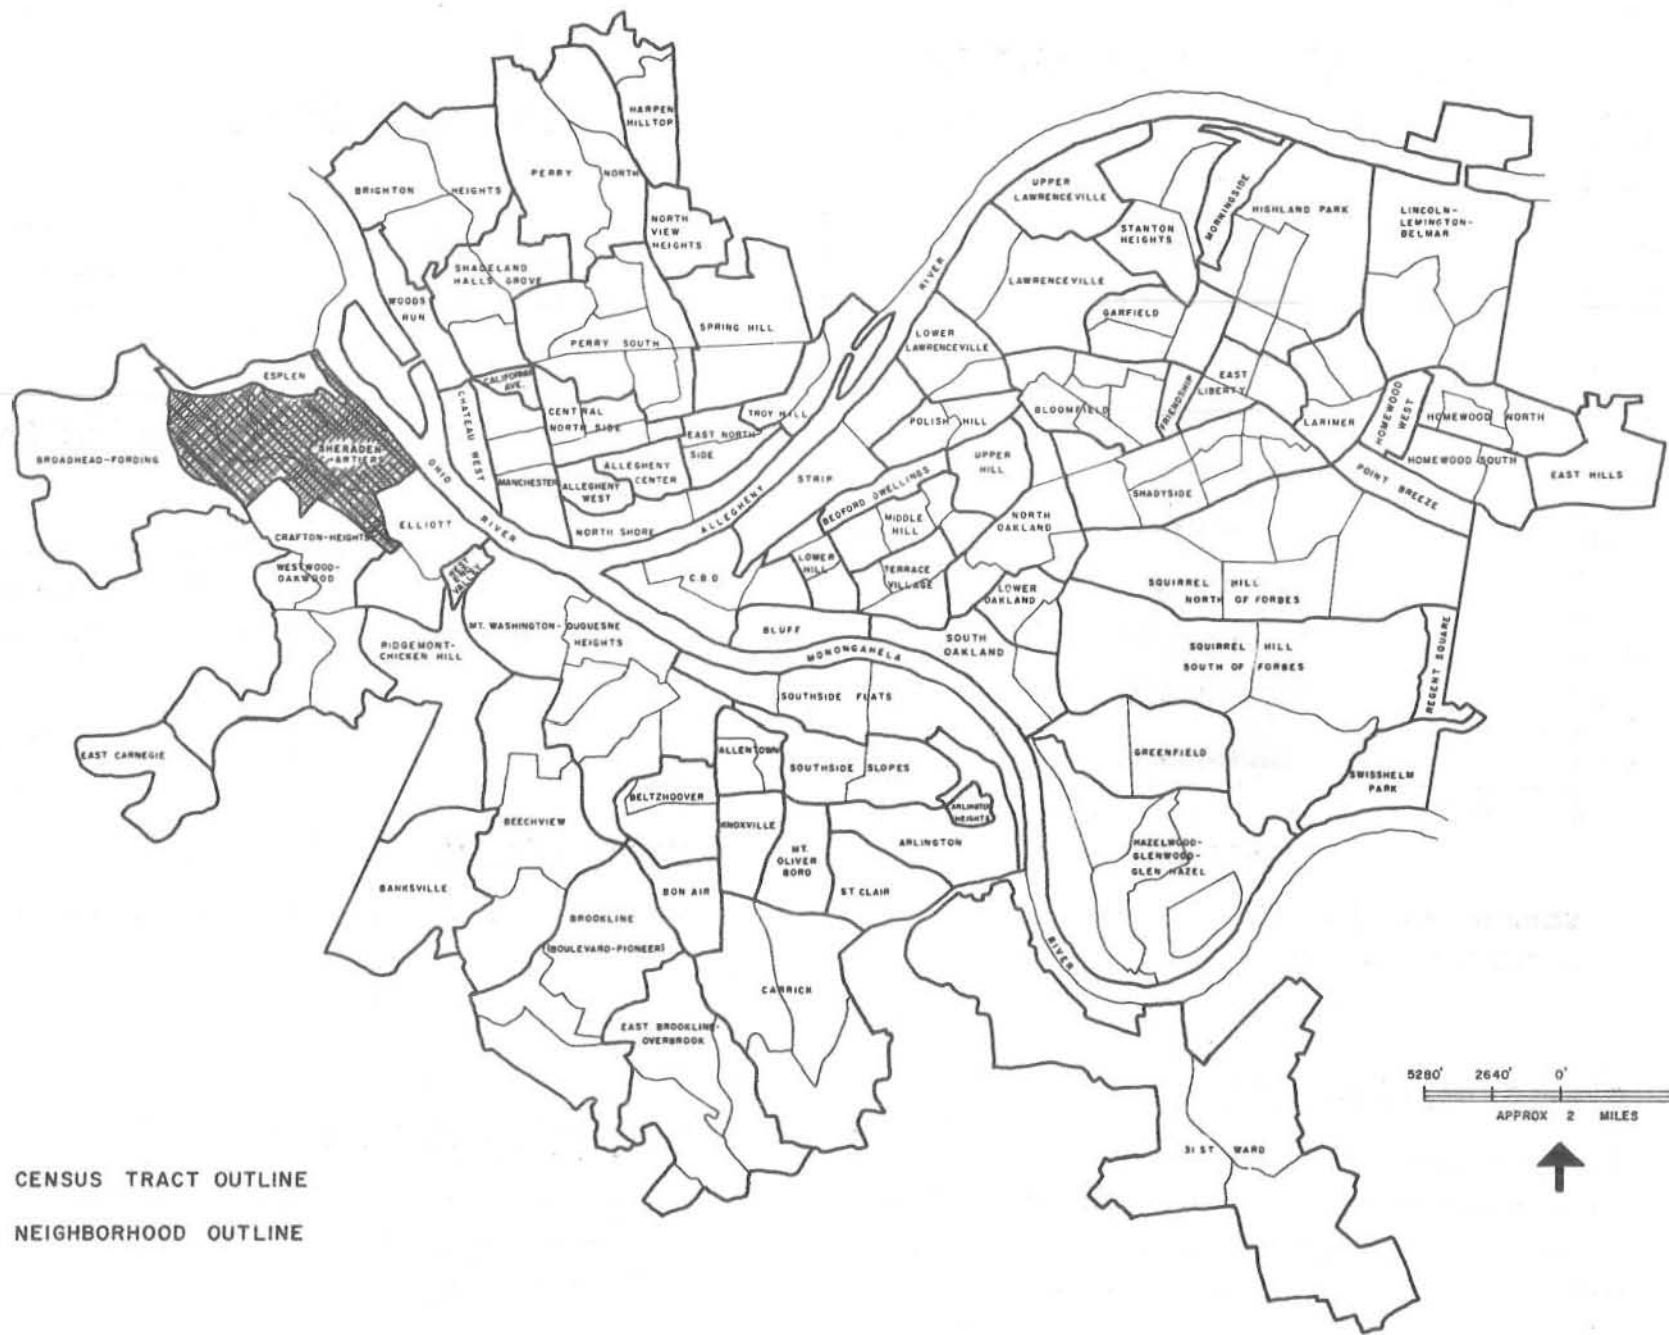 HARPEN
HILLTOP
PERRY NORTH
BRIGHTON HEIGHTS
NORTH
VIEW
HEIGHTS
UPPER
LAWRENCEVILLE
STANTON
HEIGHTS
MORNINGSIDE
HIGHLAND PARK
LINCOLN-
LEMINGTON-
BELMAR
SHADELAND
HALLS GROVE
WOODS
RUN
SPRING HILL
PERRY SOUTH
RIVER
LAWRENCEVILLE
GARFIELD
LOWER
LAWRENCEVILLE
ESPLEN
CALIFORNIA
AVE.
CHATEAU WEST
CENTRAL
NORTH SIDE
TROY HILL
EAST NORTH
SIDE
POLISH HILL
BLOOMFIELD
FRIENDSHIP
EAST
LIBERTY
LARIMER
HOMEWOOD
WEST
HOMEWOOD NORTH
HOMEWOOD SOUTH
EAST HILLS
POINT BREEZE
BROADHEAD-FORDING
SHERADEN-
CHARTIERS
OHIO
RIVER
MANCHESTER
ALLEGHENY
WEST
ALLEGHENY
CENTER
STRIP
UPPER
HILL
SHADYSIDE
ELLIOTT
CRAFTON-HEIGHTS
NORTH SHORE
ALLEGHENY
BEDFORD DWELLINGS
MIDDLE
HILL
NORTH
OAKLAND
WESTWOOD-
OAKWOOD
WEST
END
VALLEY
C.B.D
LOWER
HILL
TERRACE
VILLAGE
LOWER
OAKLAND
SQUIRREL HILL
NORTH OF FORBES
MT. WASHINGTON-DUQUESNE
HEIGHTS
BLUFF
SOUTH
OAKLAND
RIDGEMONT-
CHICKEN HILL
MONONGAHELA
SQUIRREL HILL
SOUTH OF FORBES
REGENT SQUARE
SOUTHSIDE FLATS
EAST CARNEGIE
ALLENTOWN
SOUTHSIDE SLOPES
GREENFIELD
SWISSHELM
PARK
BELTZHOOVER
ARLINGTON
HEIGHTS
BEECHVIEW
KNOXVILLE
MT.
OLIVER
BORO
ARLINGTON
HAZELWOOD-
GLENWOOD-
GLEN HAZEL
BANKSVILLE
BON AIR
ST CLAIR
BROOKLINE
(BOULEVARD-PIONEER)
RIVER
CARRICK
EAST BROOKLINE-
OVERBROOK
31 ST WARD
5280' 2640' 0'
APPROX 2 MILES
CENSUS TRACT OUTLINE
NEIGHBORHOOD OUTLINE